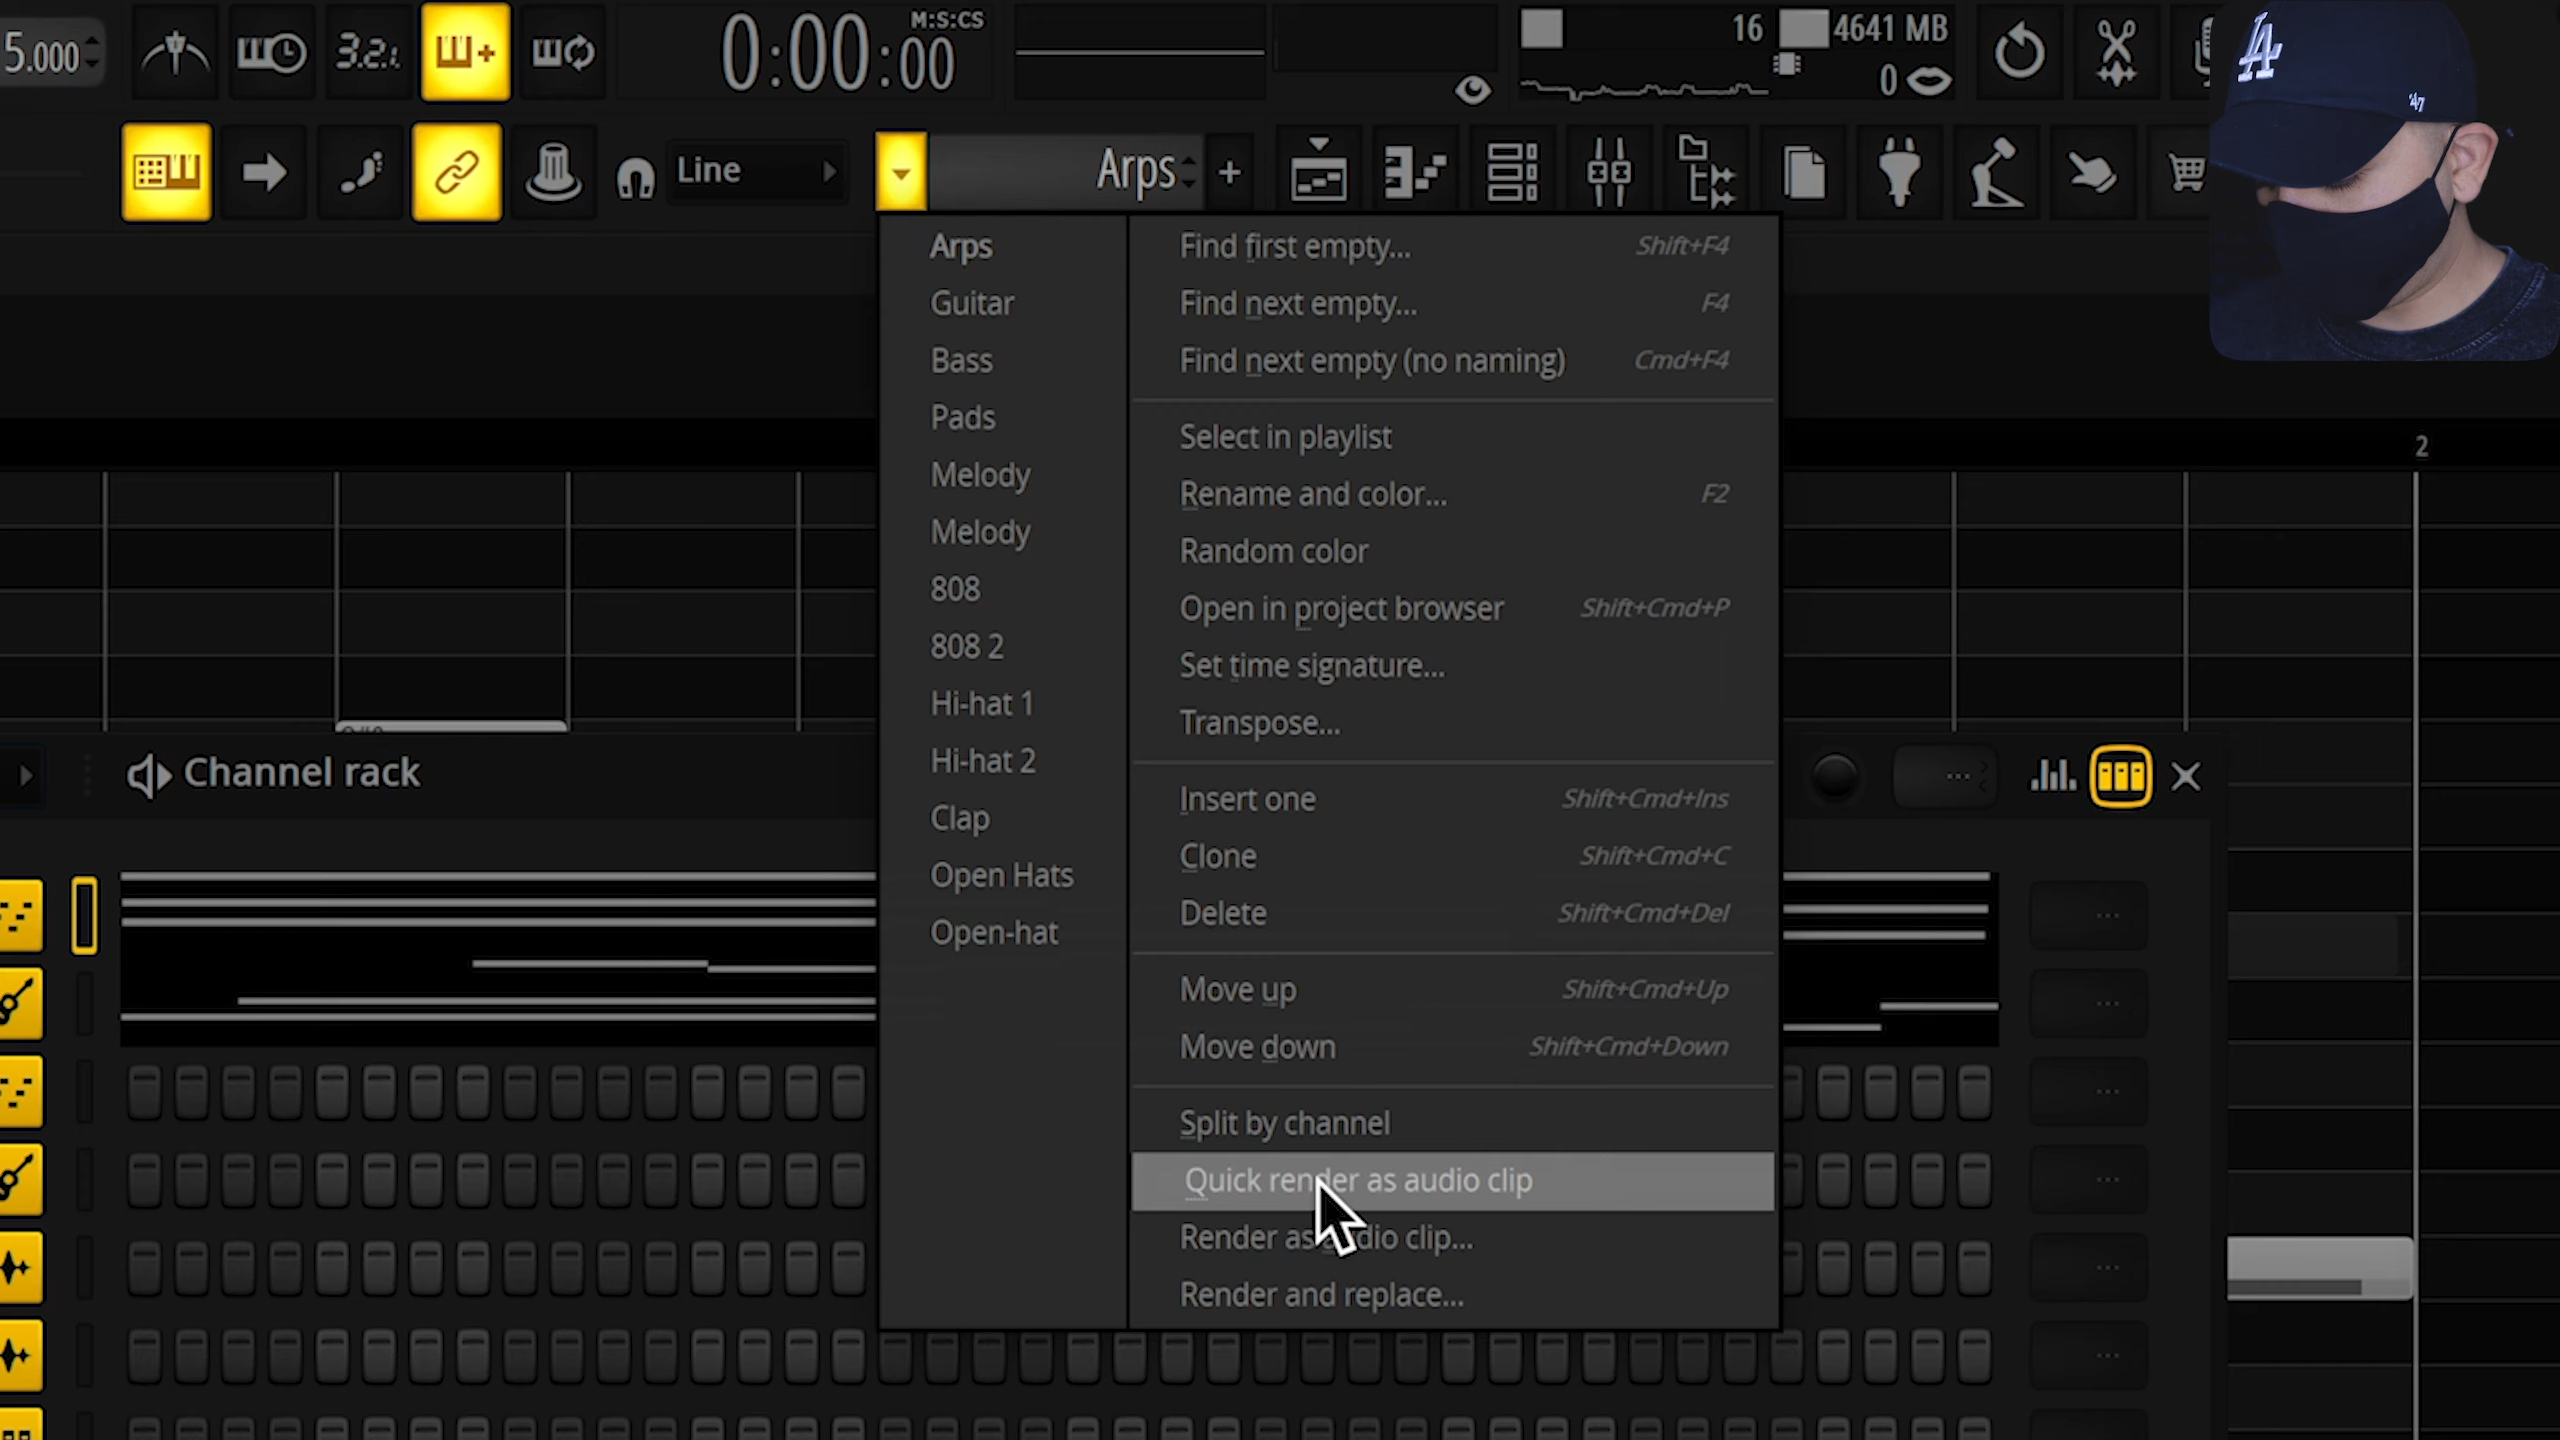 5.000
3.2.
0:00:00
M:S:CS
16
4641 MB
0
LA
'47
Line
Arps
+
Arps
Guitar
Bass
Pads
Melody
Melody
808
808 2
Hi-hat 1
Hi-hat 2
Clap
Open Hats
Open-hat
Find first empty... Shift+F4
Find next empty... F4
Find next empty (no naming) Cmd+F4
Select in playlist
Rename and color... F2
Random color
Open in project browser Shift+Cmd+P
Set time signature...
Transpose...
Insert one Shift+Cmd+Ins
Clone Shift+Cmd+C
Delete Shift+Cmd+Del
Move up Shift+Cmd+Up
Move down Shift+Cmd+Down
Split by channel
Quick render as audio clip
Render as audio clip...
Render and replace...
2
Channel rack